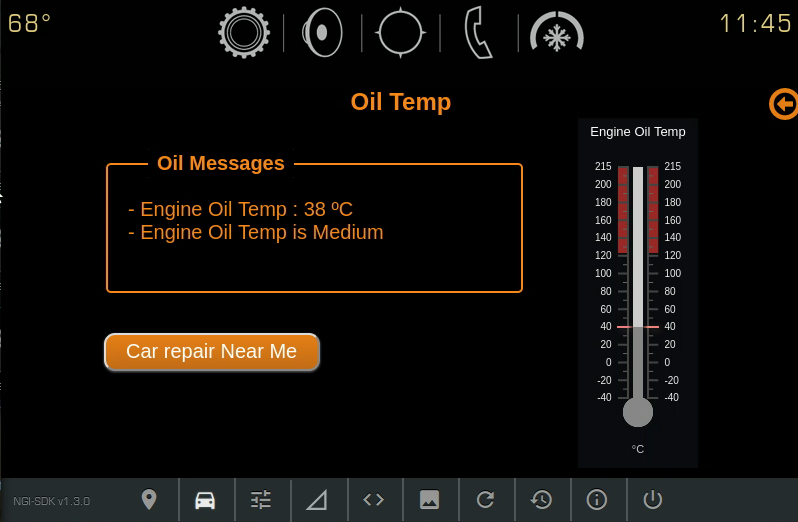 68°
11:45
Oil Temp
Oil Messages
- Engine Oil Temp : 38 ºC
- Engine Oil Temp is Medium
Car repair Near Me
Engine Oil Temp
215 215
200 200
180 180
160 160
140 140
120 120
100 100
80 80
60 60
40 40
20 20
0 0
-20 -20
-40 -40
°C
NGI-SDK v1.3.0